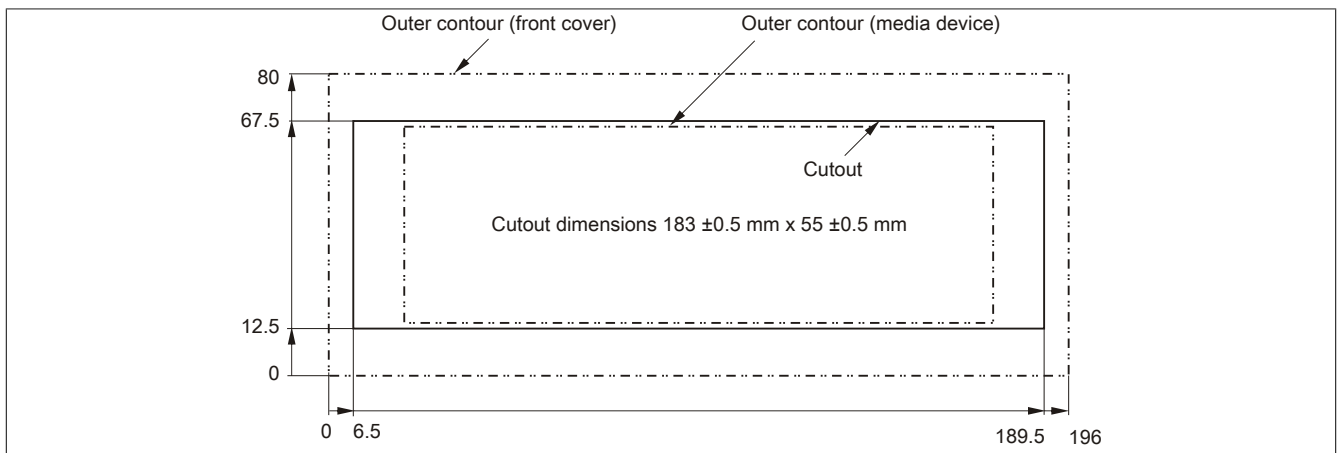 Outer contour (front cover)
Outer contour (media device)
80
67.5
Cutout
Cutout dimensions 183 ±0.5 mm x 55 ±0.5 mm
12.5
0
0
6.5
189.5
196